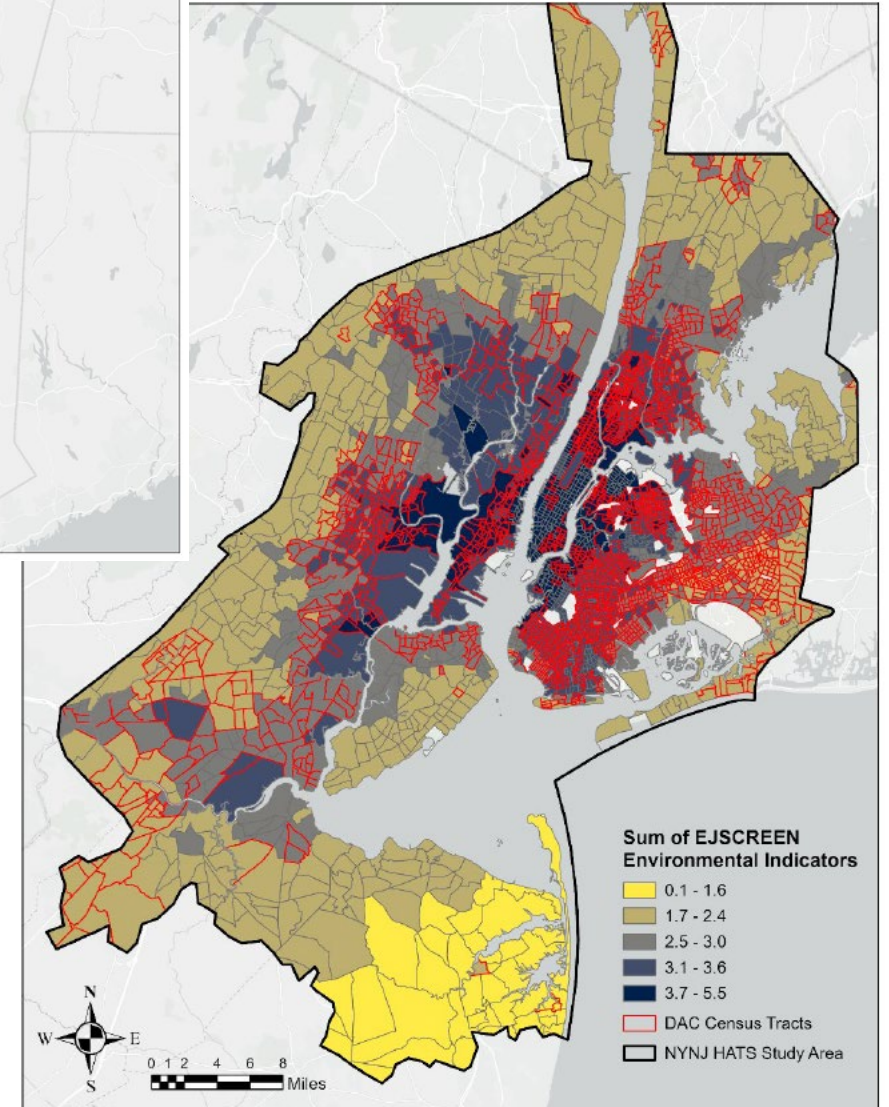 Sum of EJSCREEN
Environmental Indicators
0.1 - 1.6
1.7 - 2.4
2.5 - 3.0
3.1 - 3.6
3.7 - 5.5
DAC Census Tracts
NYNJ HATS Study Area
N
W E
S
0 1 2 4 6 8
Miles